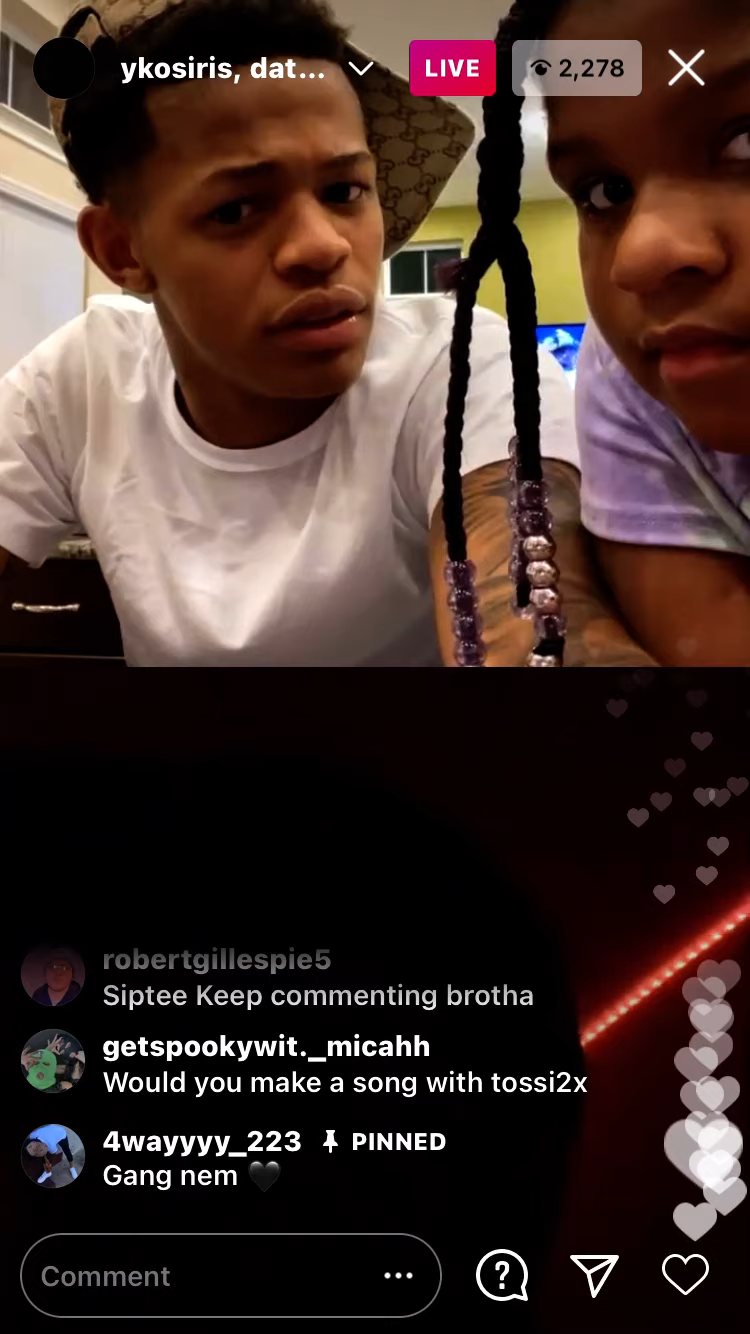 ykosiris, dat...
LIVE
2,278
robertgillespie5
Siptee Keep commenting brotha
getspookywit._micahh
Would you make a song with tossi2x
4wayyyy_223 PINNED
Gang nem 🖤
Comment